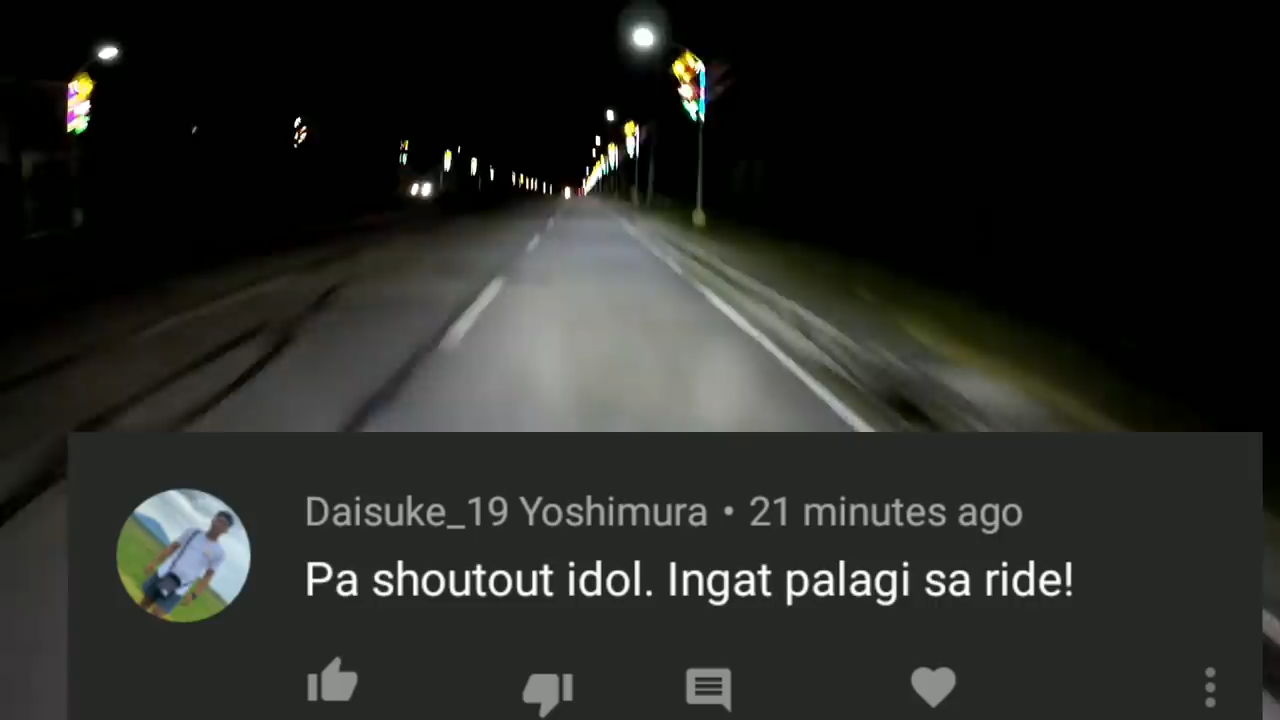 Daisuke_19 Yoshimura • 21 minutes ago
Pa shoutout idol. Ingat palagi sa ride!